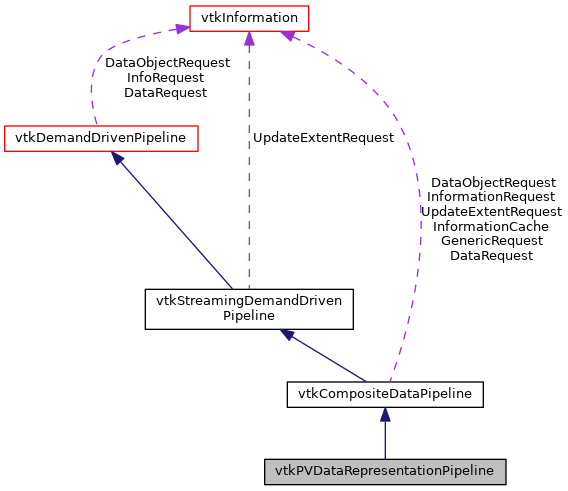 vtkInformation
DataObjectRequest
InfoRequest
DataRequest
vtkDemandDrivenPipeline
UpdateExtentRequest
DataObjectRequest
InformationRequest
UpdateExtentRequest
InformationCache
GenericRequest
DataRequest
vtkStreamingDemandDriven
Pipeline
vtkCompositeDataPipeline
vtkPVDataRepresentationPipeline